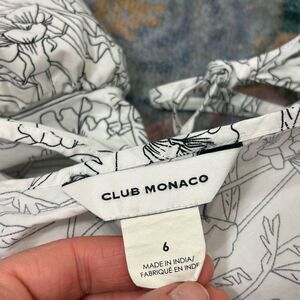 CLUB MONACO
6
MADE IN INDIA/
FABRIQUÉ EN INDE